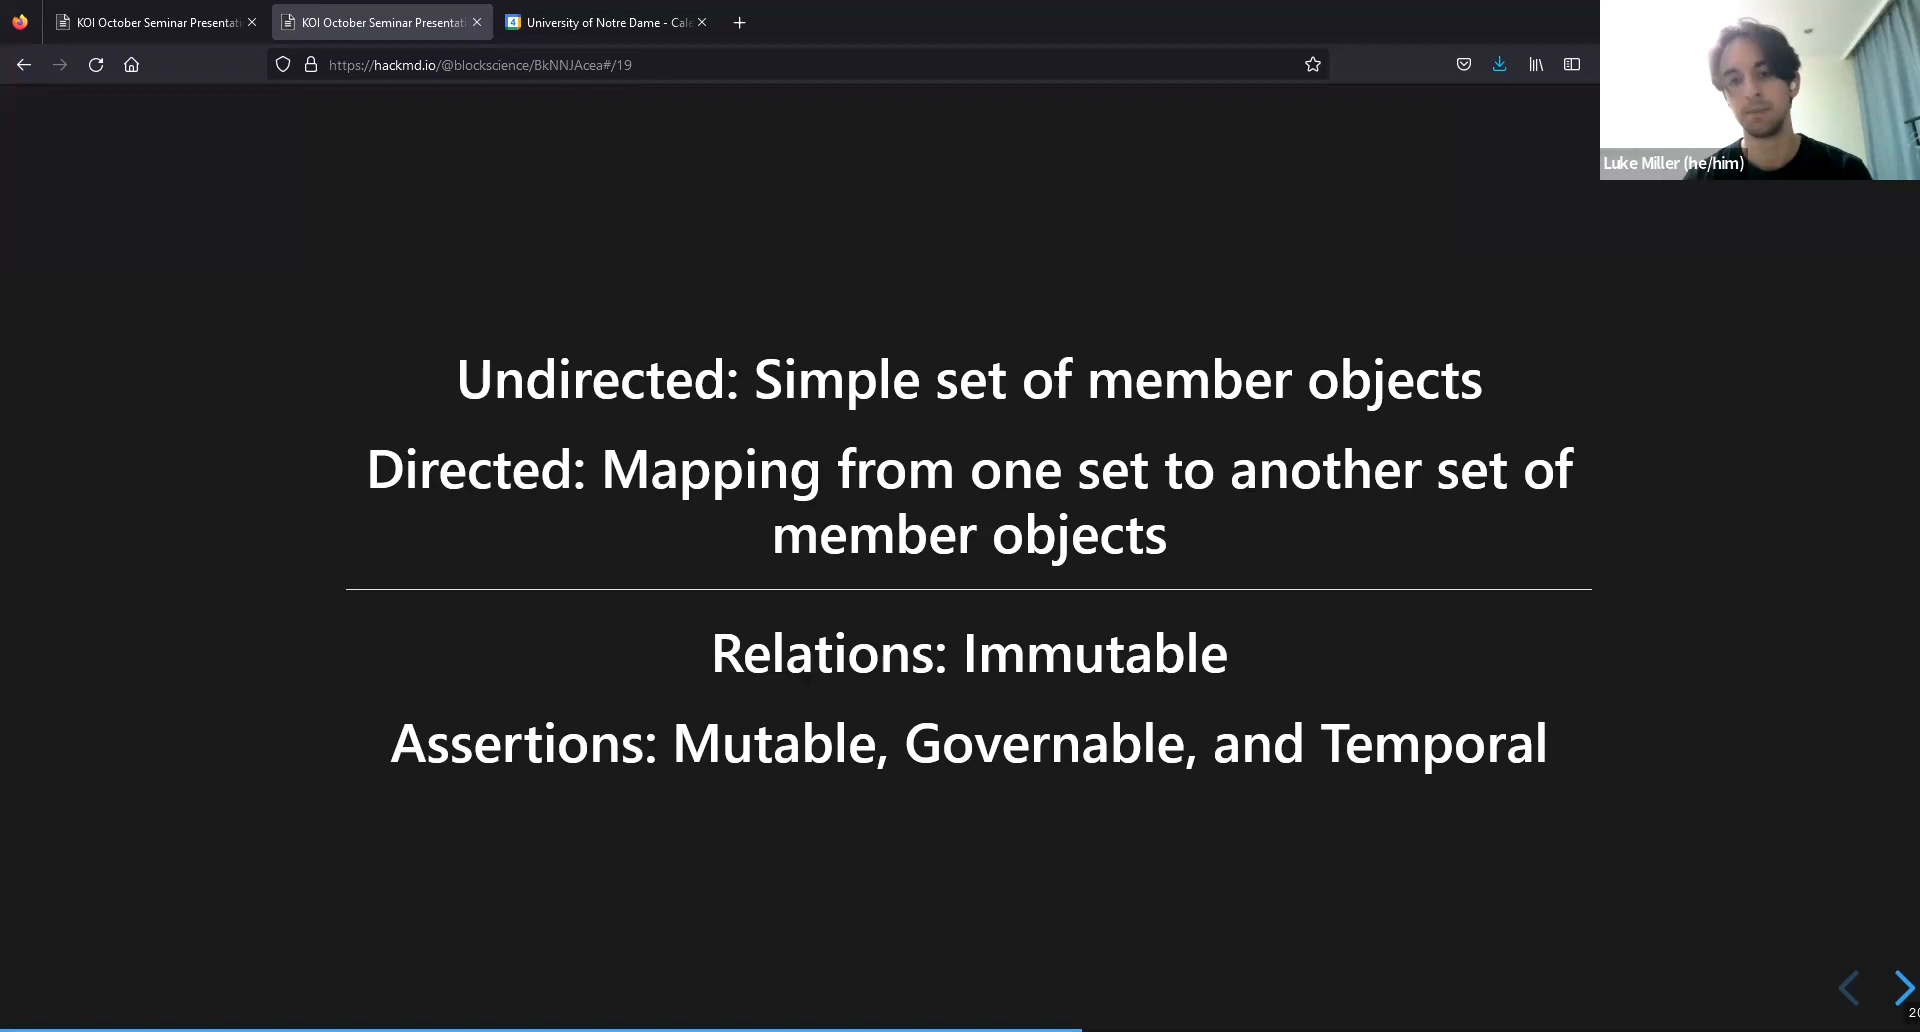 KOI October Seminar Presentati
KOI October Seminar Presentati
University of Notre Dame - Cale
https://hackmd.io/@blockscience/BkNNJAcea#/19
Luke Miller (he/him)
Undirected: Simple set of member objects
Directed: Mapping from one set to another set of
member objects
Relations: Immutable
Assertions: Mutable, Governable, and Temporal